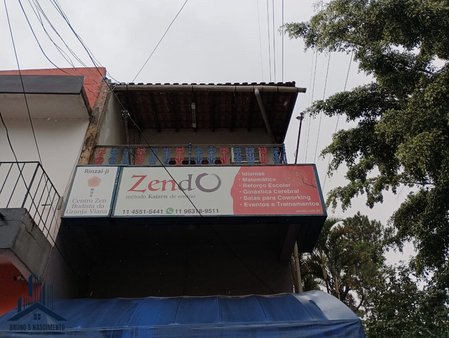 Rinzai-ji
Centro Zen
Budista da
Granja Viana
ZendO
método Kaizen de ensino
11 4551-5441 11 96318-9511
• Idiomas
• Matemática
• Reforço Escolar
• Ginástica Cerebral
• Salas para Coworking
• Eventos e Treinamentos
BRUNO S NASCIMENTO